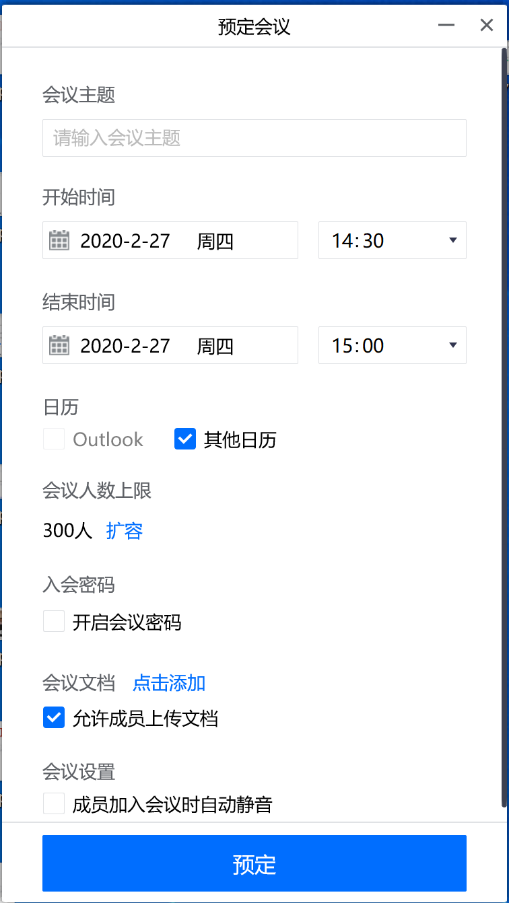 预定会议
会议主题
请输入会议主题
开始时间
2020-2-27 周四 14:30
结束时间
2020-2-27 周四 15:00
日历
Outlook 其他日历
会议人数上限
300人 扩容
入会密码
开启会议密码
会议文档 点击添加
允许成员上传文档
会议设置
成员加入会议时自动静音
预定